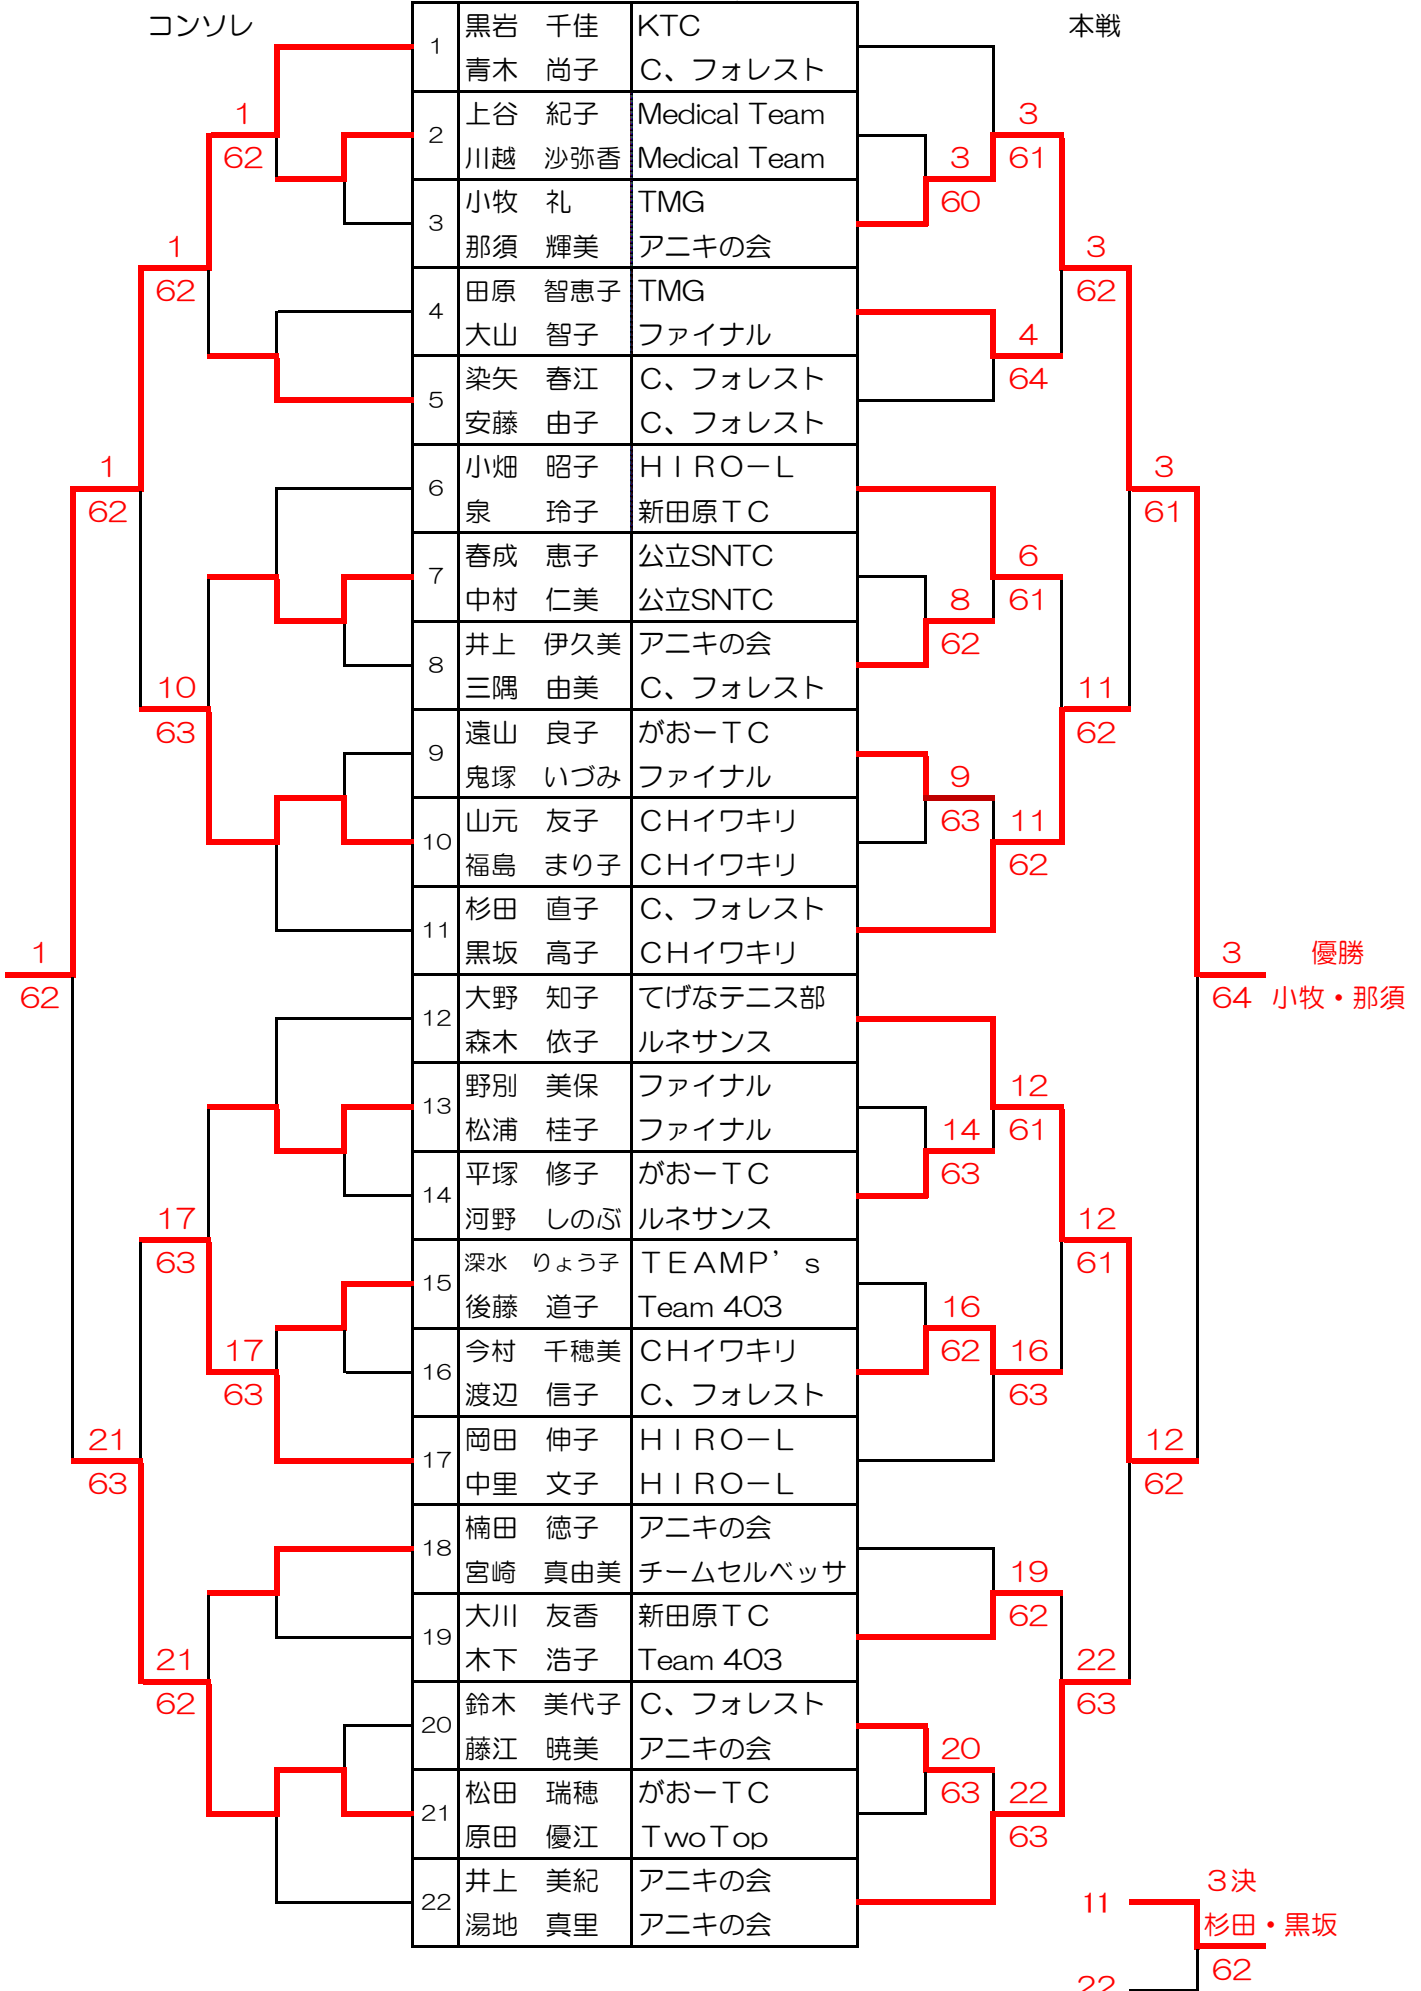 コンソレ
本戦
1 黒岩 千佳 KTC
青木 尚子 C、フォレスト
2 上谷 紀子 Medical Team
川越 沙弥香 Medical Team
3 小牧 礼 TMG
那須 輝美 アニキの会
4 田原 智恵子 TMG
大山 智子 ファイナル
5 染矢 春江 C、フォレスト
安藤 由子 C、フォレスト
6 小畑 昭子 HIRO－L
泉 玲子 新田原TC
7 春成 恵子 公立SNTC
中村 仁美 公立SNTC
8 井上 伊久美 アニキの会
三隅 由美 C、フォレスト
9 遠山 良子 がおーTC
鬼塚 いづみ ファイナル
10 山元 友子 CHイワキリ
福島 まり子 CHイワキリ
11 杉田 直子 C、フォレスト
黒坂 高子 CHイワキリ
12 大野 知子 てげなテニス部
森木 依子 ルネサンス
13 野別 美保 ファイナル
松浦 桂子 ファイナル
14 平塚 修子 がおーTC
河野 しのぶ ルネサンス
15 深水 りょう子 TEAMP’s
後藤 道子 Team 403
16 今村 千穂美 CHイワキリ
渡辺 信子 C、フォレスト
17 岡田 伸子 HIRO－L
中里 文子 HIRO－L
18 楠田 徳子 アニキの会
宮崎 真由美 チームセルベッサ
19 大川 友香 新田原TC
木下 浩子 Team 403
20 鈴木 美代子 C、フォレスト
藤江 暁美 アニキの会
21 松田 瑞穂 がおーTC
原田 優江 TwoTop
22 井上 美紀 アニキの会
湯地 真里 アニキの会
1
62
1
62
1
62
10
63
1
62
17
63
17
63
21
63
21
62
3
61
3
60
3
62
4
64
3
61
6
61
8
62
11
62
9
63
11
62
3 優勝
64 小牧・那須
12
61
14
63
12
61
16
62
16
63
12
62
19
62
22
63
20
63
22
63
3決
11
杉田・黒坂
62
22